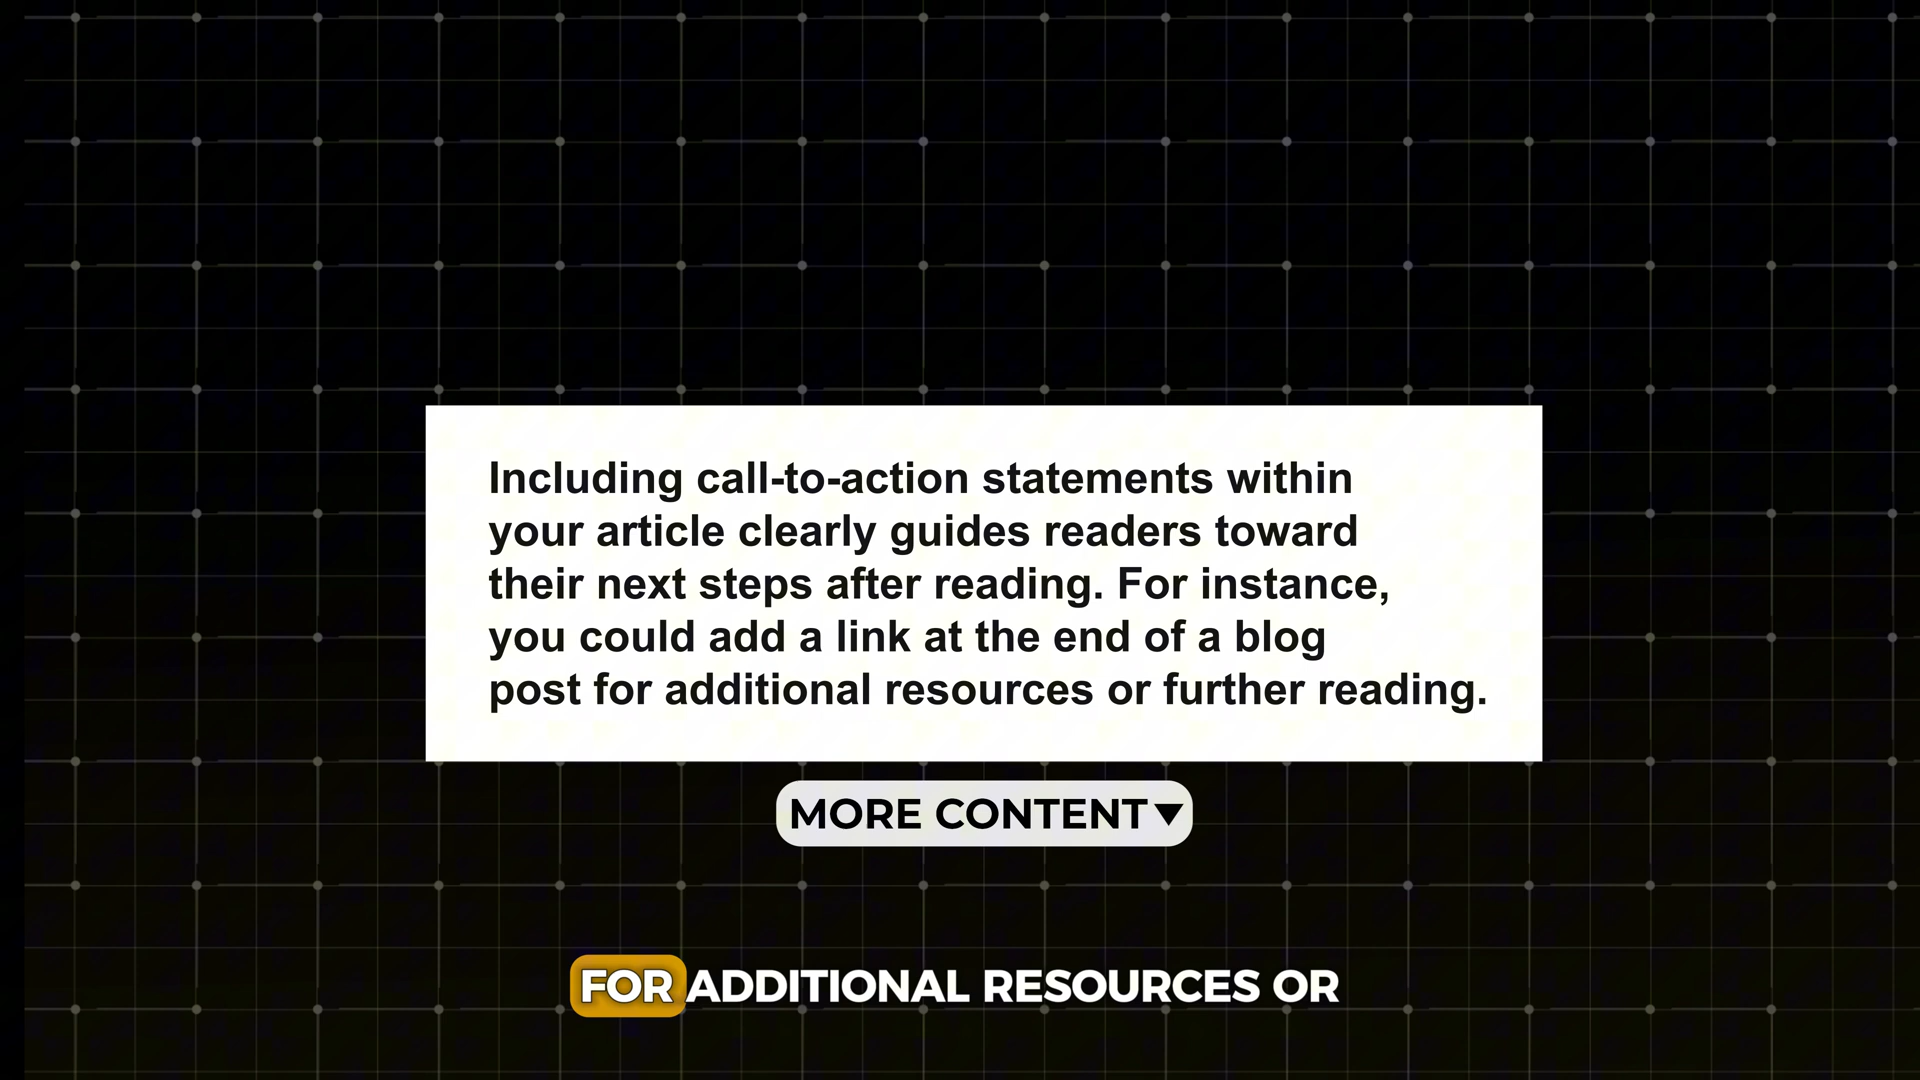 Including call-to-action statements within
your article clearly guides readers toward
their next steps after reading. For instance,
you could add a link at the end of a blog
post for additional resources or further reading.
MORE CONTENT▼
FOR ADDITIONAL RESOURCES OR